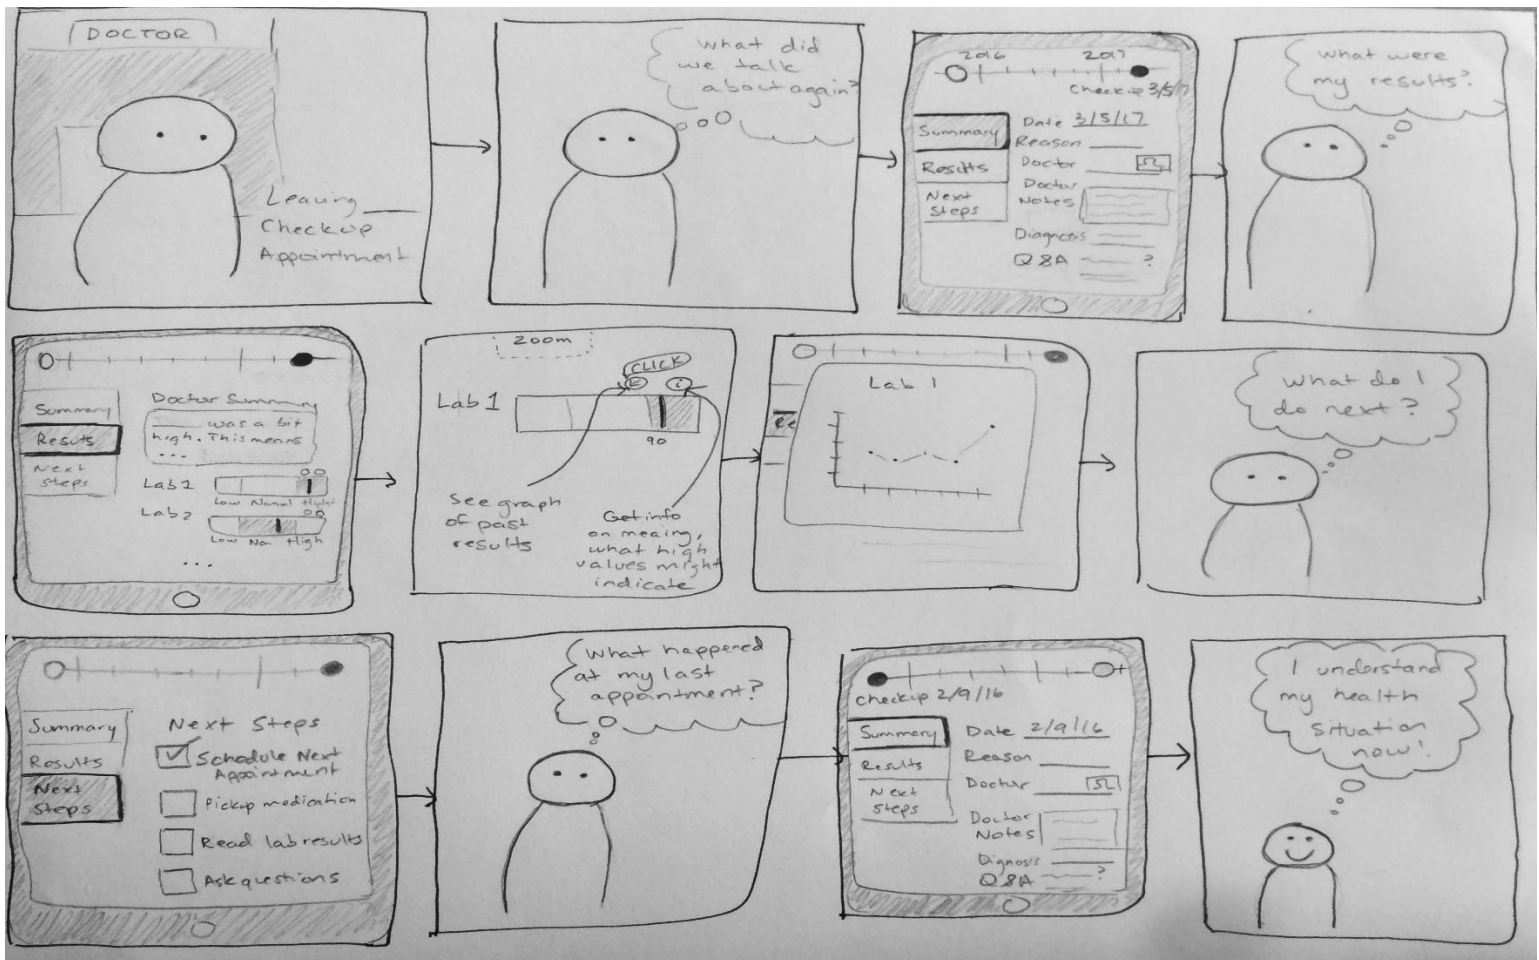 DOCTOR
Leaving
Checkup
Appointment
What did
we talk
about again?
2016 2017
Checkup 3/5/17
Summary
Results
Next
Steps
Date 3/5/17
Reason
Doctor
Doctor
Notes
Diagnosis
Q&A ?
What were
my results?
Summary
Resuts
Next
Steps
Doctor Summary
was a bit
high. This means
...
Lab 1
Low Normal High
Lab 2
Low No High
...
zoom
CLICK
i
Lab 1
90
See graph
of past
results
Get info
on meaing,
what high
values might
indicate
Lab 1
Re
What do I
do next?
Summary
Results
Next
Steps
Next Steps
Schedule Next
Appointment
Pickup medication
Read lab results
Ask questions
What happened
at my last
appointment?
Checkup 2/9/16
Summary
Results
Next
Steps
Date 2/9/16
Reason
Doctor
Doctor
Notes
Dignosis
Q&A ?
I understand
my health
situation
now!